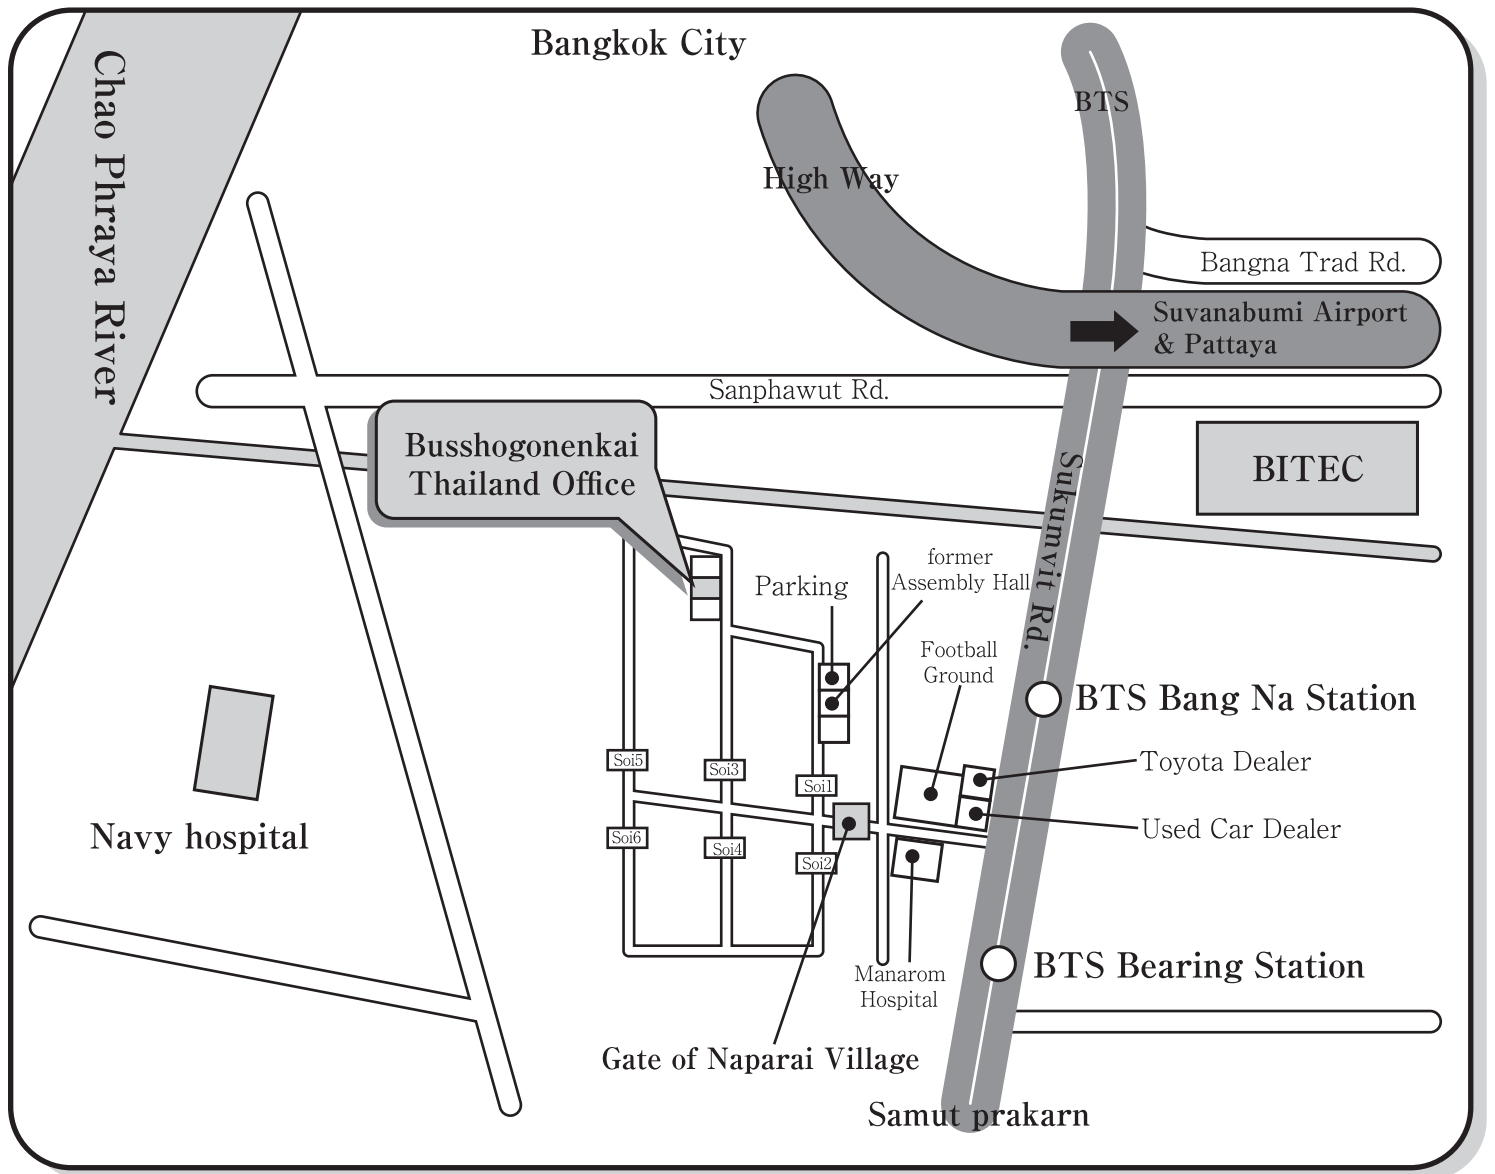 Bangkok City
BTS
High Way
Chao Phraya River
Bangna Trad Rd.
Suvanabumi Airport
& Pattaya
Sanphawut Rd.
Busshogonenkai
Thailand Office
BITEC
Sukumvit Rd.
former
Assembly Hall
Parking
Football
Ground
BTS Bang Na Station
Toyota Dealer
Soi5
Soi3
Soi1
Used Car Dealer
Navy hospital
Soi6
Soi4
Soi2
BTS Bearing Station
Manarom
Hospital
Gate of Naparai Village
Samut prakarn